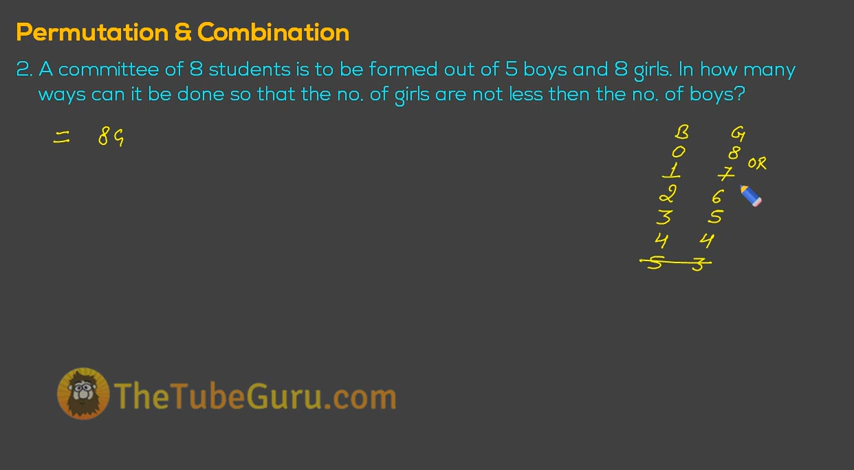 Permutation & Combination
2. A committee of 8 students is to be formed out of 5 boys and 8 girls. In how many
ways can it be done so that the no. of girls are not less then the no. of boys?
= 8G
B G
0 8 OR
1 7
2 6
3 5
4 4
5 3
TheTubeGuru.com